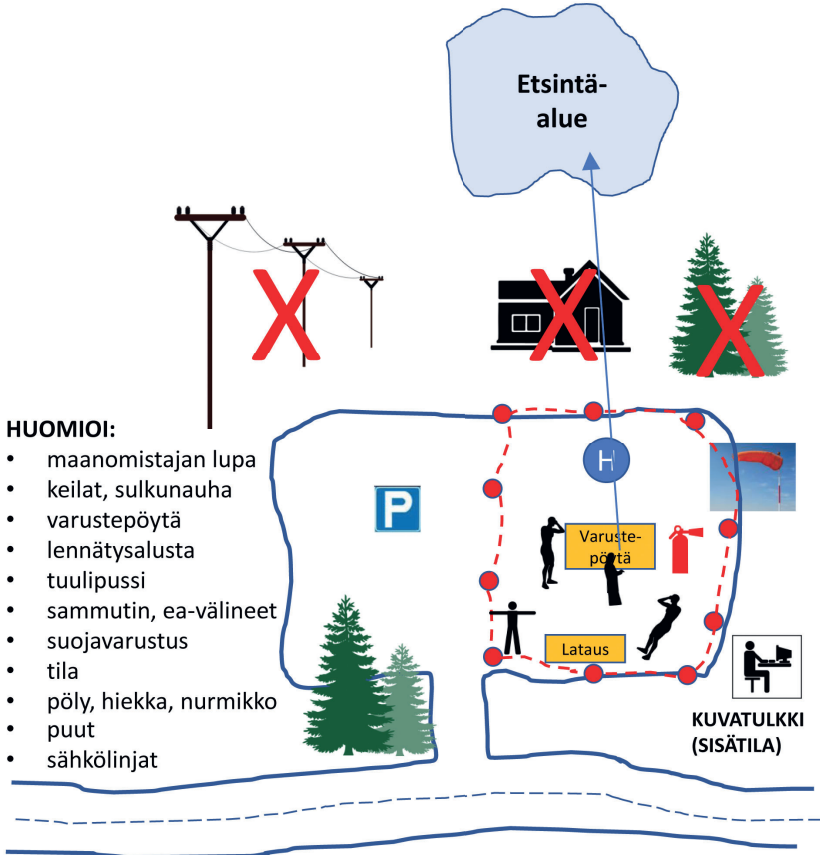 Etsintä-
alue
HUOMIOI:
• maanomistajan lupa
• keilat, sulkunauha
• varustepöytä
• lennätysalusta
• tuulipussi
• sammutin, ea-välineet
• suojavarustus
• tila
• pöly, hiekka, nurmikko
• puut
• sähkölinjat
P
H
Varuste-
pöytä
Lataus
KUVATULKKI
(SISÄTILA)